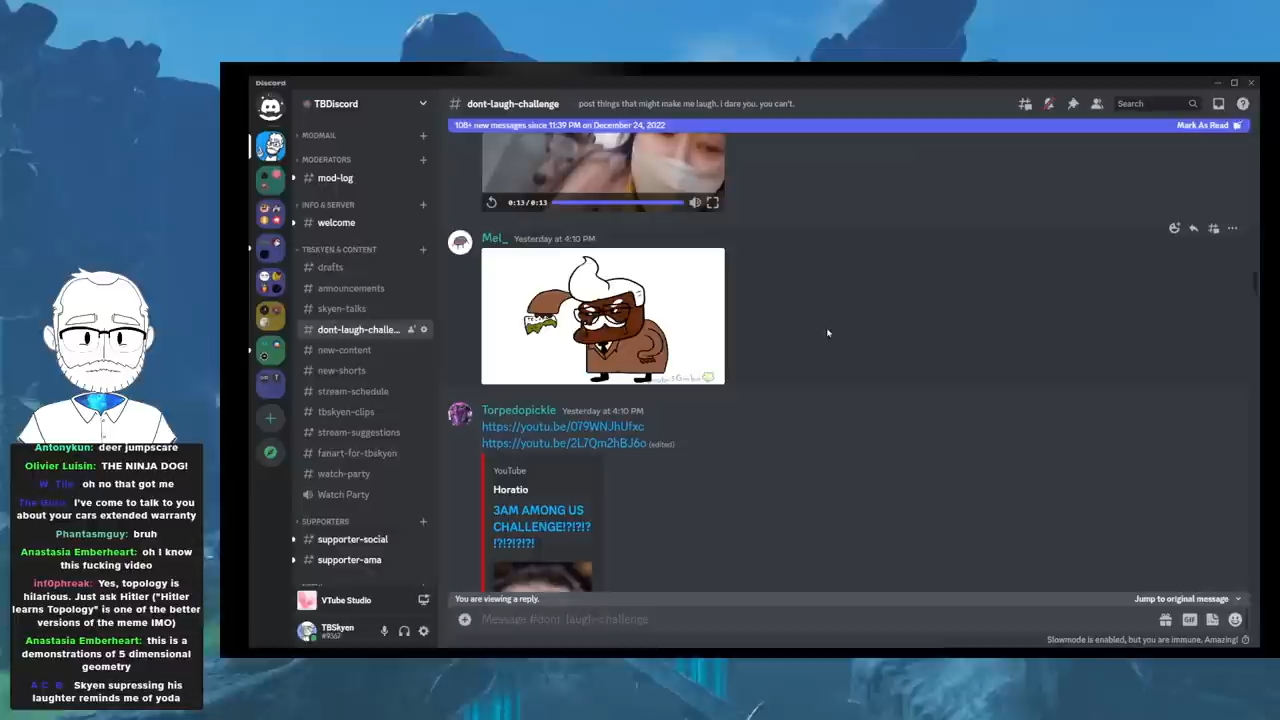 Discord
TBDiscord
dont-laugh-challenge
post things that might make me laugh. i dare you. you can't.
Search
108+ new messages since 11:39 PM on December 24, 2022
Mark As Read
MODMAIL
MODERATORS
mod-log
INFO & SERVER
welcome
TBSKYEN & CONTENT
drafts
announcements
skyen-talks
dont-laugh-challe...
new-content
new-shorts
stream-schedule
tbskyen-clips
stream-suggestions
fanart-for-tbskyen
watch-party
Watch Party
SUPPORTERS
supporter-social
supporter-ama
VTube Studio
TBSkyen
#9367
0:13/0:13
Mel_ Yesterday at 4:10 PM
Torpedopickle Yesterday at 4:10 PM
https://youtu.be/079WNJhUfxc
https://youtu.be/2L7Qm2hBJ6o (edited)
YouTube
Horatio
3AM AMONG US
CHALLENGE!?!?!?
!?!?!?!?!
You are viewing a reply.
Jump to original message
Message #dont-laugh-challenge
GIF
Slowmode is enabled, but you are immune. Amazing!
Antonykun: deer jumpscare
Olivier Luisin: THE NINJA DOG!
oh no that got me
I've come to talk to you
about your cars extended warranty
Phantasmguy: bruh
Anastasia Emberheart: oh I know
this fucking video
inf0phreak: Yes, topology is
hilarious. Just ask Hitler ("Hitler
learns Topology" is one of the better
versions of the meme IMO)
Anastasia Emberheart: this is a
demonstrations of 5 dimensional
geometry
Skyen supressing his
laughter reminds me of yoda